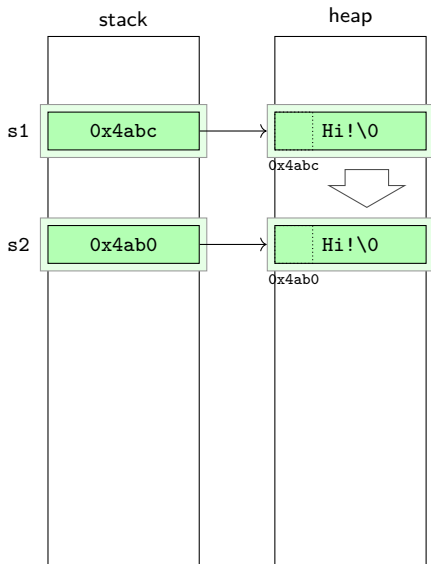 stack heap
s1 0x4abc Hi!\0
0x4abc
s2 0x4ab0 Hi!\0
0x4ab0